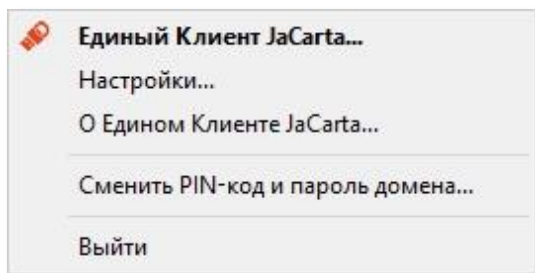 Единый Клиент JaCarta...
Настройки...
О Едином Клиенте JaCarta...
Сменить PIN-код и пароль домена...
Выйти